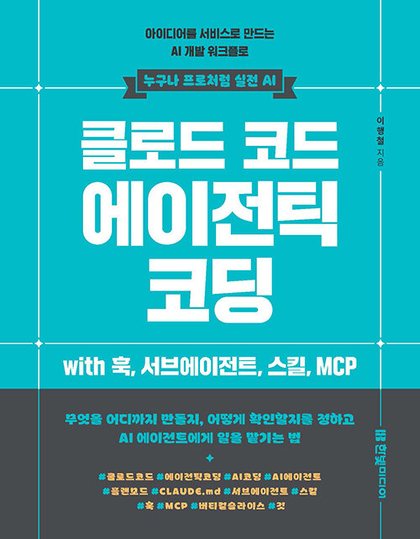 아이디어를 서비스로 만드는
AI 개발 워크플로
누구나 프로처럼 실전 AI
이행철 지음
클로드 코드
에이전틱
코딩
with 훅, 서브에이전트, 스킬, MCP
무엇을 어디까지 만들지, 어떻게 확인할지를 정하고
AI 에이전트에게 일을 맡기는 법
한빛미디어
#클로드코드 #에이전틱코딩 #AI코딩 #AI에이전트
#플랜모드 #CLAUDE.md #서브에이전트 #스킬
#훅 #MCP #버티컬슬라이스 #깃